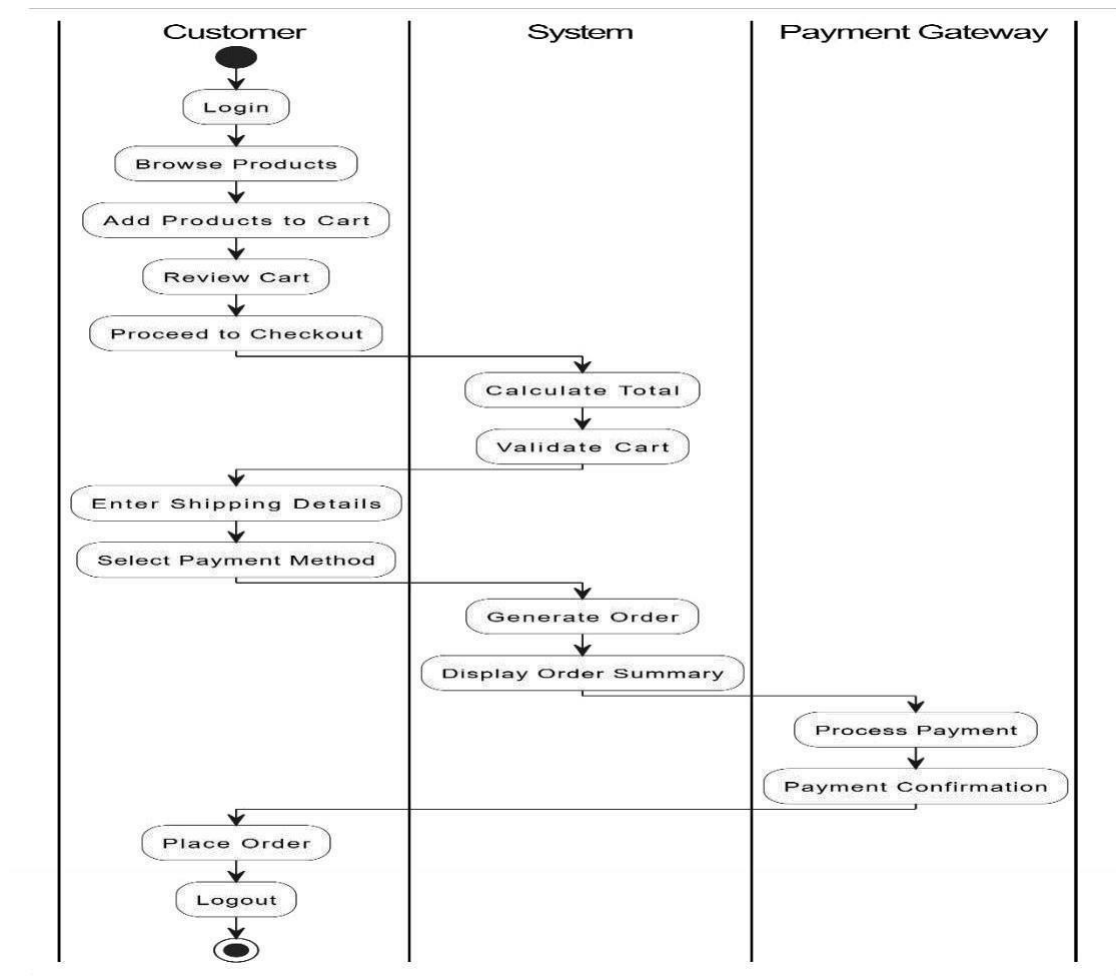 Customer
System
Payment Gateway
Login
Browse Products
Add Products to Cart
Review Cart
Proceed to Checkout
Calculate Total
Validate Cart
Enter Shipping Details
Select Payment Method
Generate Order
Display Order Summary
Process Payment
Payment Confirmation
Place Order
Logout